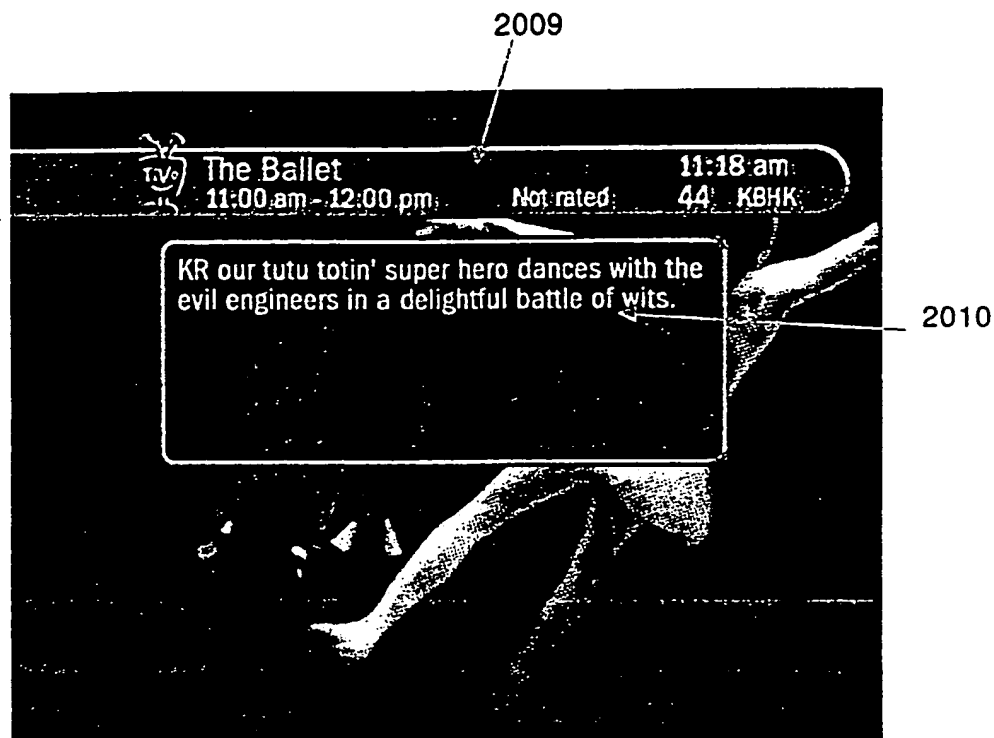 2009
The Ballet 11:18 am
TiVo
11:00 am - 12:00 pm Not rated 44 KBHK
KR our tutu totin' super hero dances with the
evil engineers in a delightful battle of wits.
2010